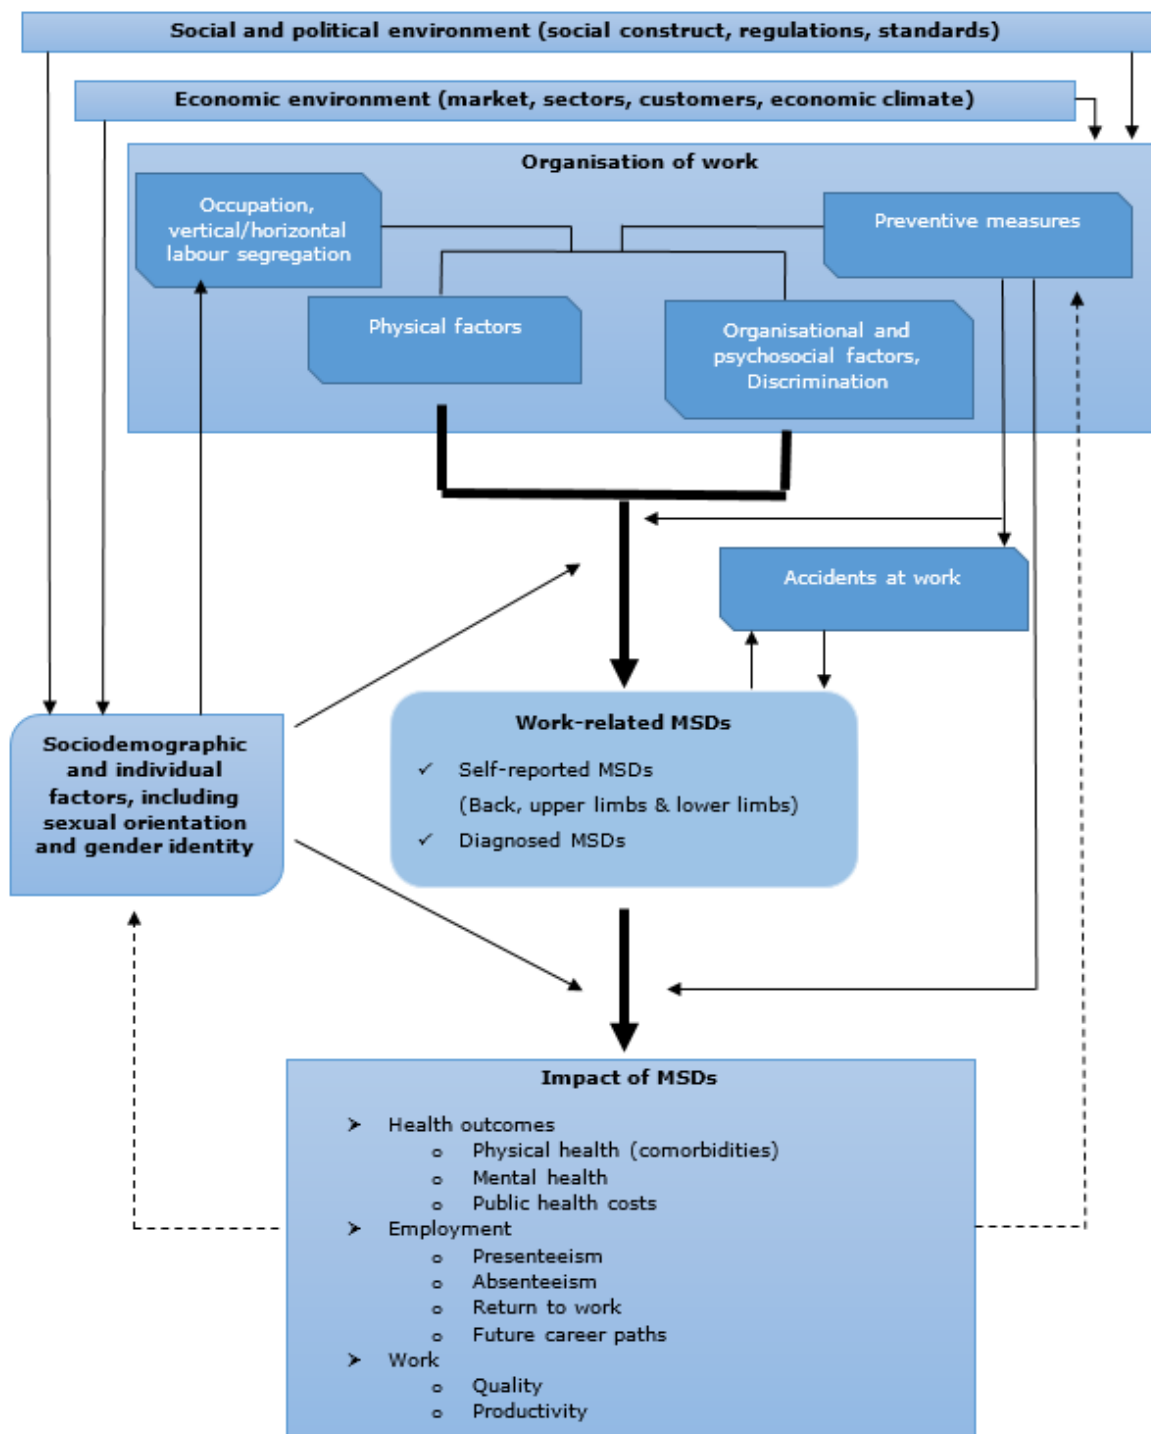 Social and political environment (social construct, regulations, standards)
Economic environment (market, sectors, customers, economic climate)
Organisation of work
Occupation,
vertical/horizontal
labour segregation
Preventive measures
Physical factors
Organisational and
psychosocial factors,
Discrimination
Accidents at work
Sociodemographic
and individual
factors, including
sexual orientation
and gender identity
Work-related MSDs
✓ Self-reported MSDs
(Back, upper limbs & lower limbs)
✓ Diagnosed MSDs
Impact of MSDs
➢ Health outcomes
o Physical health (comorbidities)
o Mental health
o Public health costs
➢ Employment
o Presenteeism
o Absenteeism
o Return to work
o Future career paths
➢ Work
o Quality
o Productivity